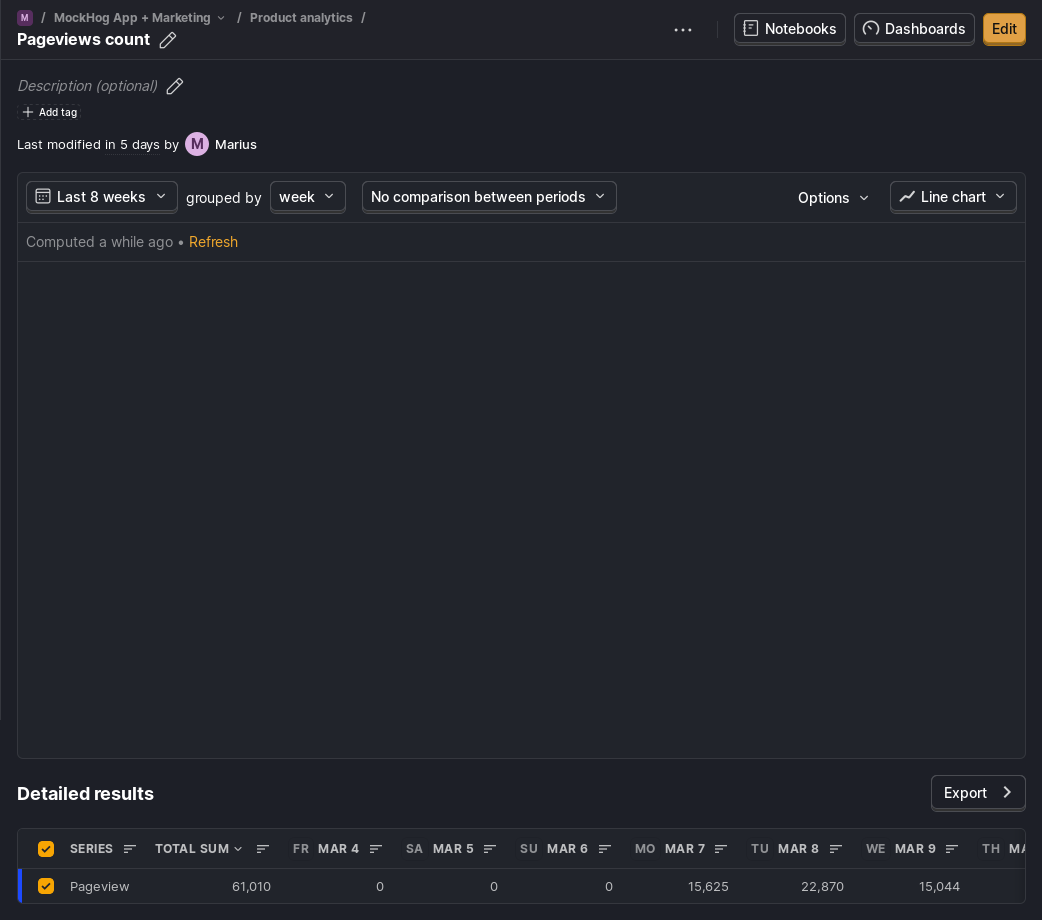 M / MockHog App + Marketing / Product analytics /
Pageviews count
Notebooks Dashboards Edit
Description (optional)
+ Add tag
Last modified in 5 days by M Marius
Last 8 weeks grouped by week No comparison between periods Options Line chart
Computed a while ago • Refresh
Detailed results
Export
SERIES TOTAL SUM FR MAR 4 SA MAR 5 SU MAR 6 MO MAR 7 TU MAR 8 WE MAR 9 TH
Pageview 61,010 0 0 0 15,625 22,870 15,044